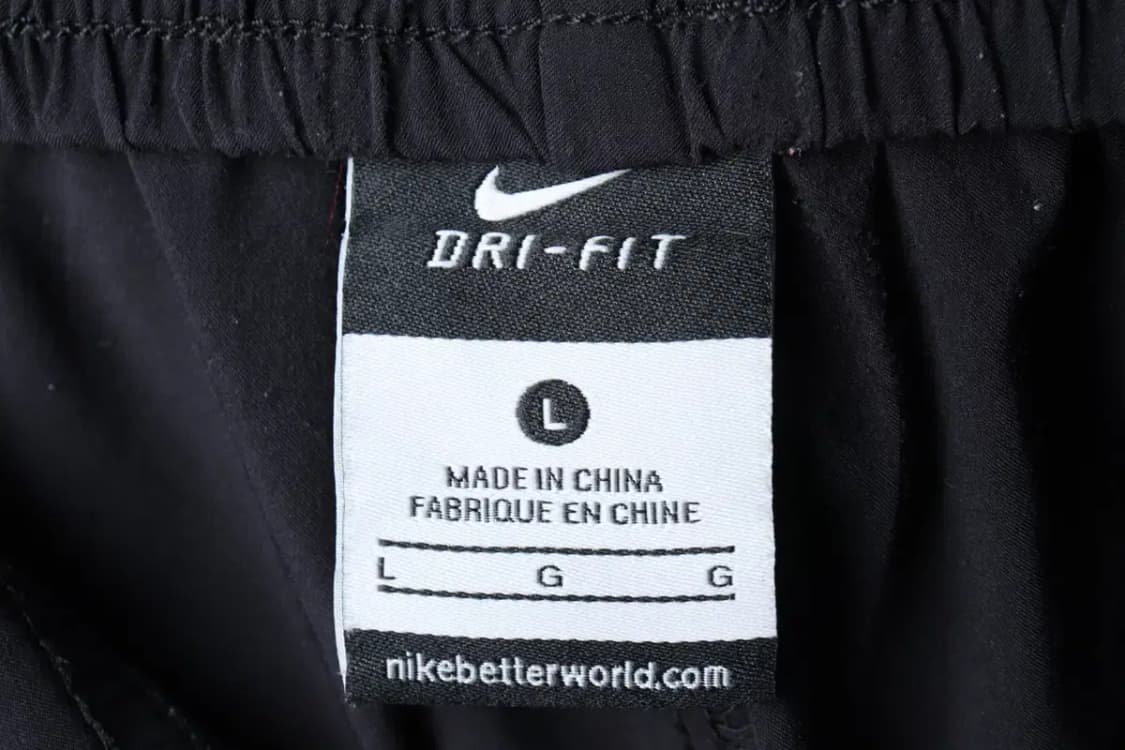 DRI-FIT
L
MADE IN CHINA
FABRIQUE EN CHINE
L G G
nikebetterworld.com